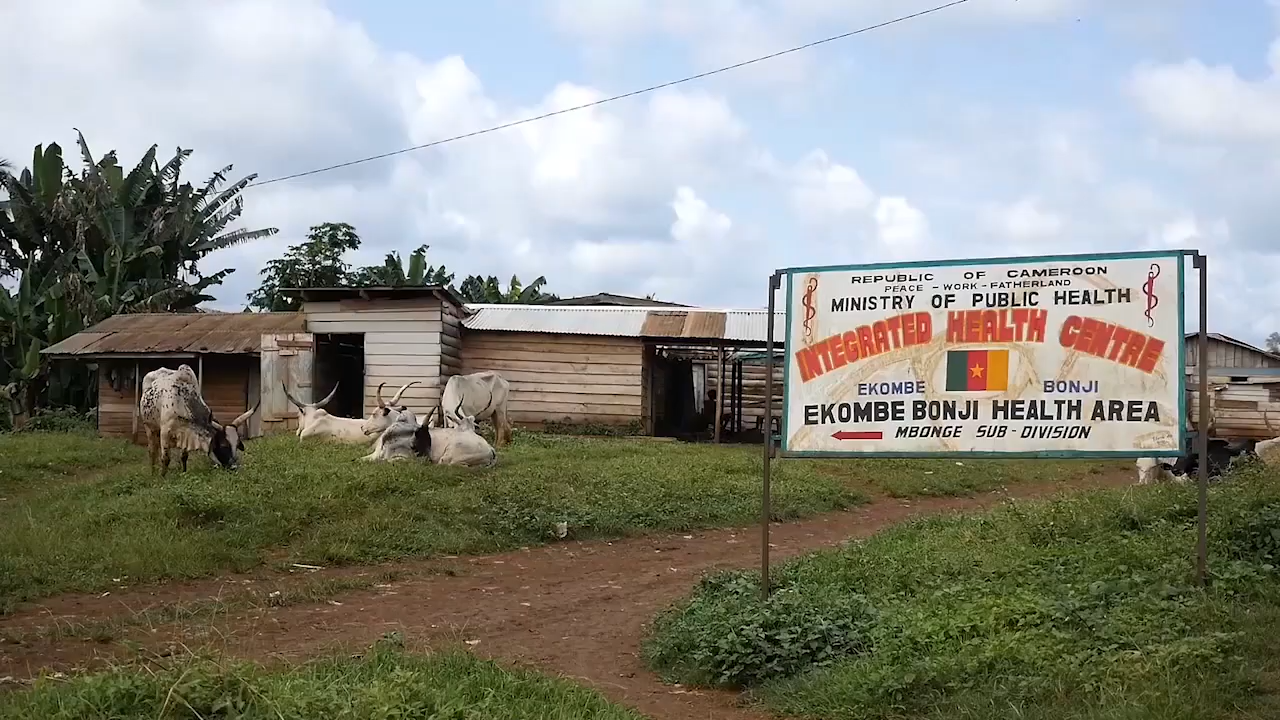 REPUBLIC OF CAMEROON
PEACE - WORK - FATHERLAND
MINISTRY OF PUBLIC HEALTH
INTEGRATED HEALTH CENTRE
EKOMBE BONJI
EKOMBE BONJI HEALTH AREA
MBONGE SUB-DIVISION